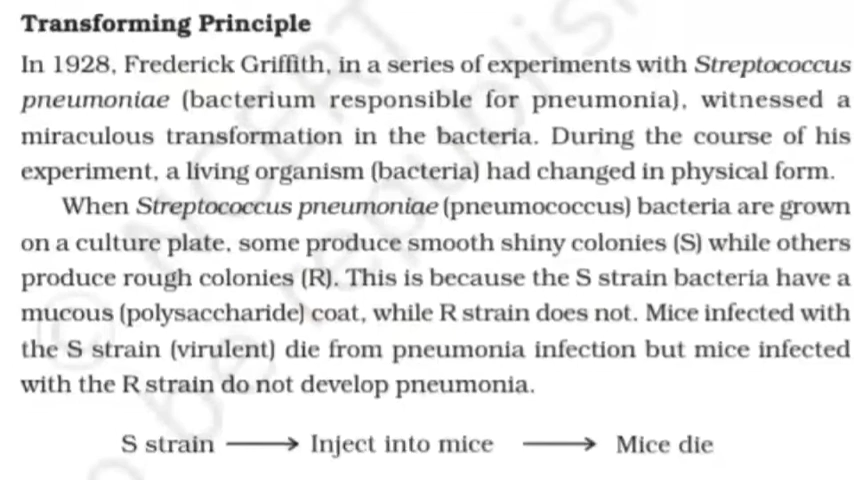 Transforming Principle
In 1928, Frederick Griffith, in a series of experiments with Streptococcus
pneumoniae (bacterium responsible for pneumonia), witnessed a
miraculous transformation in the bacteria. During the course of his
experiment, a living organism (bacteria) had changed in physical form.
When Streptococcus pneumoniae (pneumococcus) bacteria are grown
on a culture plate, some produce smooth shiny colonies (S) while others
produce rough colonies (R). This is because the S strain bacteria have a
mucous (polysaccharide) coat, while R strain does not. Mice infected with
the S strain (virulent) die from pneumonia infection but mice infected
with the R strain do not develop pneumonia.
S strain ⟶ Inject into mice ⟶ Mice die
© NCERT
be republish